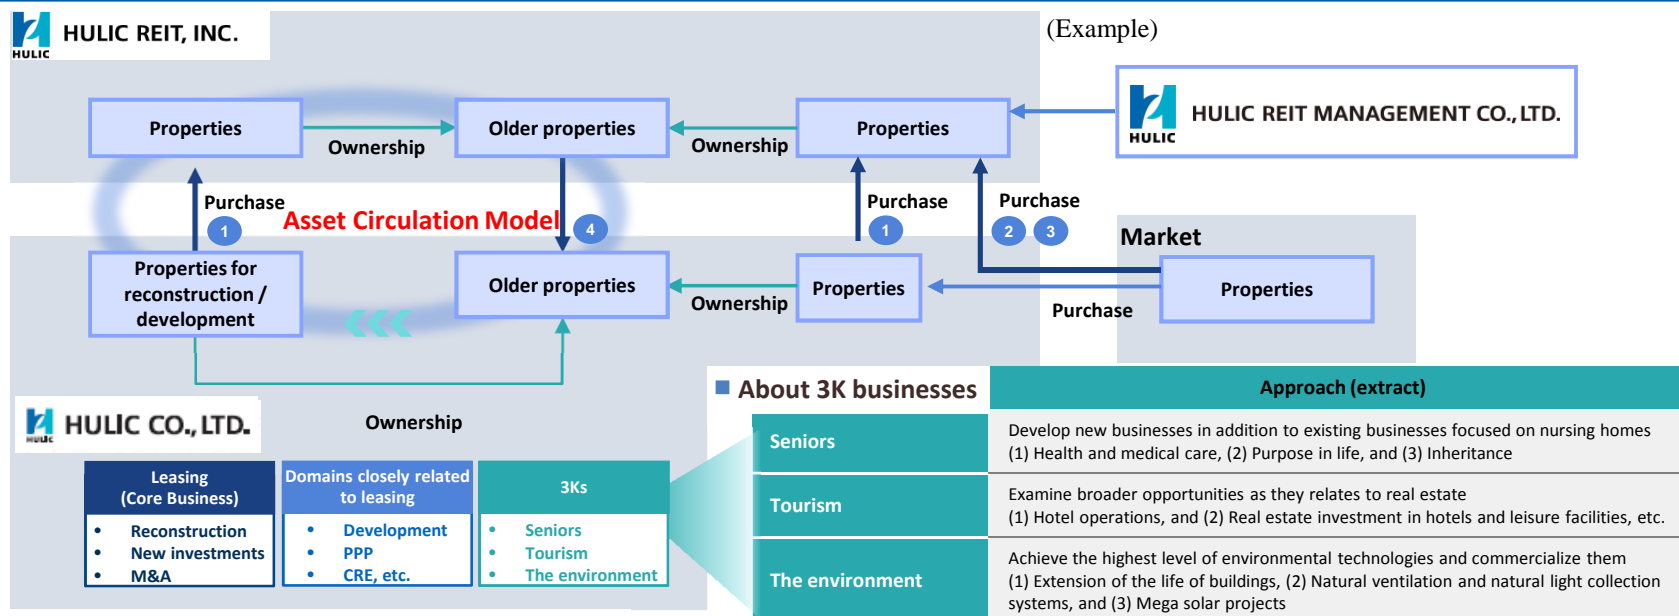 HULIC
HULIC REIT, INC.
(Example)
Properties
Ownership
Older properties
Ownership
Properties
HULIC
HULIC REIT MANAGEMENT CO., LTD.
Purchase
1
Asset Circulation Model
4
Purchase
1
Purchase
2 3
Market
Properties for
reconstruction /
development
Older properties
Ownership
Properties
Purchase
Properties
HULIC
HULIC CO., LTD.
Ownership
Leasing
(Core Business)
• Reconstruction
• New investments
• M&A
Domains closely related
to leasing
• Development
• PPP
• CRE, etc.
3Ks
• Seniors
• Tourism
• The environment
■ About 3K businesses
Approach (extract)
Seniors
Develop new businesses in addition to existing businesses focused on nursing homes
(1) Health and medical care, (2) Purpose in life, and (3) Inheritance
Tourism
Examine broader opportunities as they relates to real estate
(1) Hotel operations, and (2) Real estate investment in hotels and leisure facilities, etc.
The environment
Achieve the highest level of environmental technologies and commercialize them
(1) Extension of the life of buildings, (2) Natural ventilation and natural light collection
systems, and (3) Mega solar projects